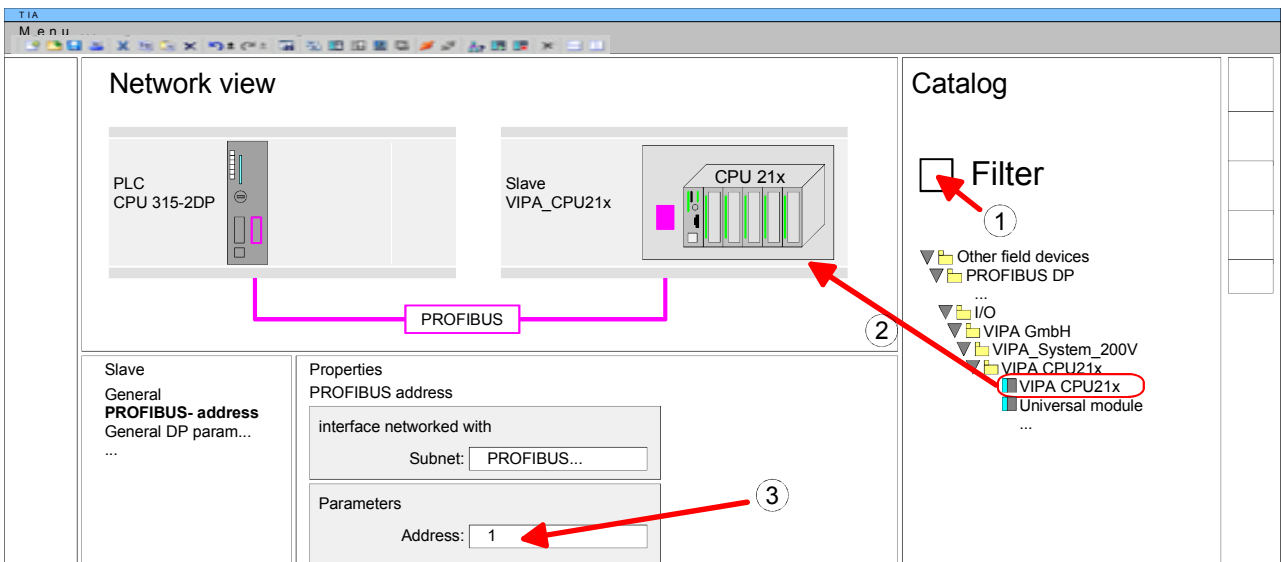 TIA
Menu
Network view
PLC
CPU 315-2DP
Slave
VIPA_CPU21x
CPU 21x
PROFIBUS
2
Catalog
Filter
1
Other field devices
PROFIBUS DP
...
I/O
VIPA GmbH
VIPA_System_200V
VIPA CPU21x
VIPA CPU21x
Universal module
...
Slave
General
PROFIBUS- address
General DP param...
...
Properties
PROFIBUS address
interface networked with
Subnet: PROFIBUS...
Parameters
Address: 1
3